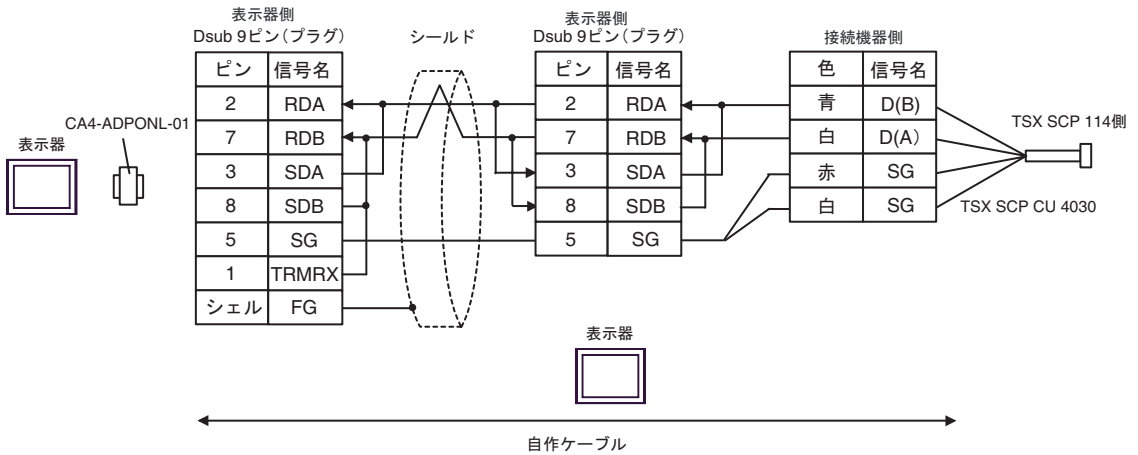 表示器側
Dsub 9ピン（プラグ）
シールド
表示器側
Dsub 9ピン（プラグ）
接続機器側
ピン 信号名
2 RDA
7 RDB
3 SDA
8 SDB
5 SG
1 TRMRX
シェル FG
ピン 信号名
2 RDA
7 RDB
3 SDA
8 SDB
5 SG
色 信号名
青 D(B)
白 D(A)
赤 SG
白 SG
CA4-ADPONL-01
表示器
TSX SCP 114側
TSX SCP CU 4030
表示器
自作ケーブル